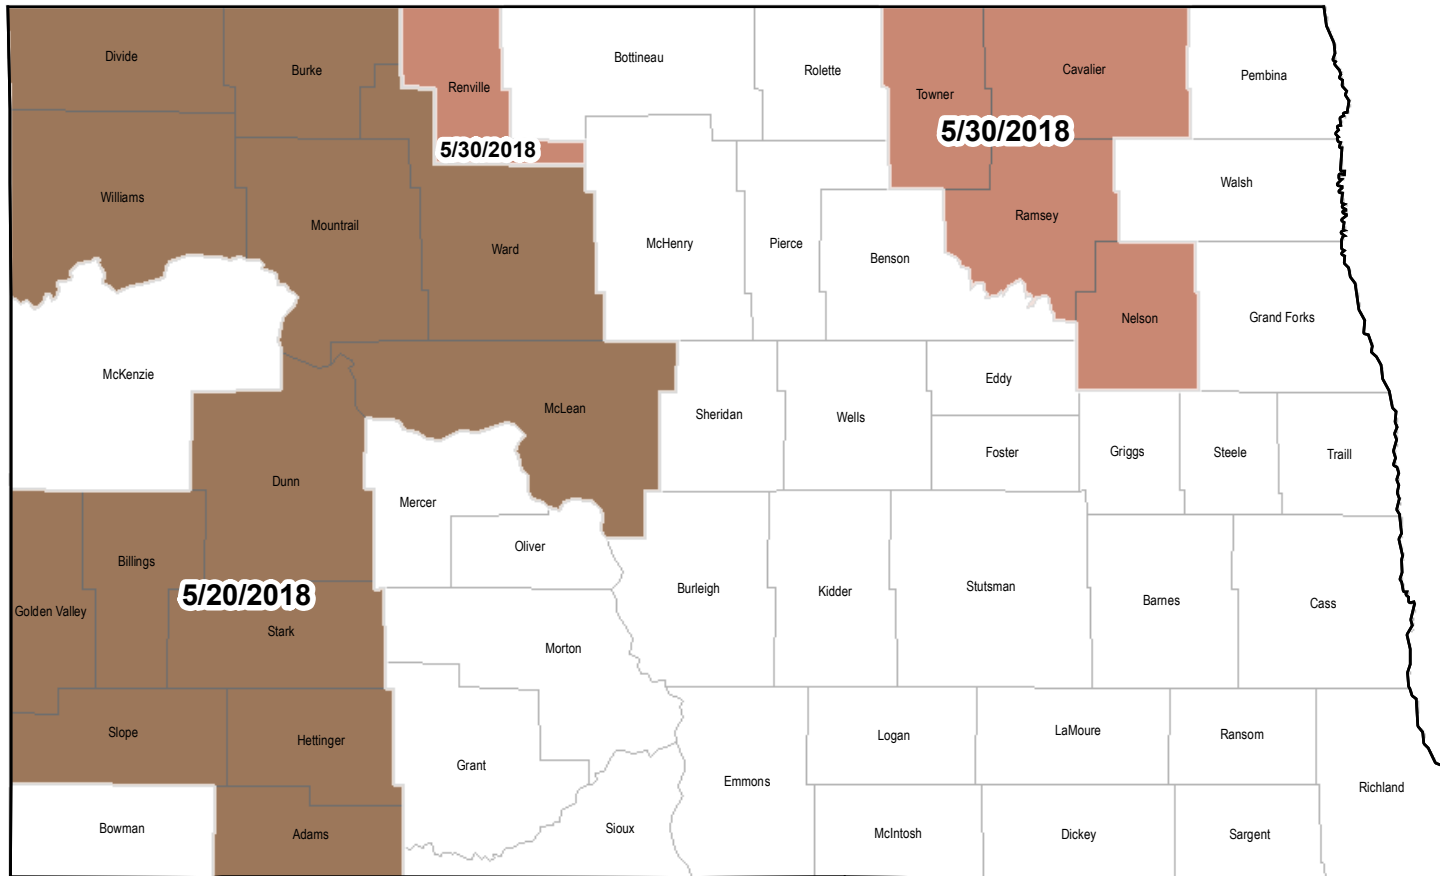 Divide
Burke
Renville
Bottineau
Rolette
Towner
Cavalier
Pembina
5/30/2018
5/30/2018
Williams
Mountrail
Ward
McHenry
Pierce
Benson
Ramsey
Walsh
Nelson
Grand Forks
McKenzie
McLean
Sheridan
Wells
Eddy
Foster
Griggs
Steele
Traill
Dunn
Mercer
Oliver
Billings
Golden Valley
5/20/2018
Stark
Burleigh
Kidder
Stutsman
Barnes
Cass
Morton
Slope
Hettinger
Grant
Logan
LaMoure
Ransom
Emmons
Richland
Bowman
Adams
Sioux
McIntosh
Dickey
Sargent